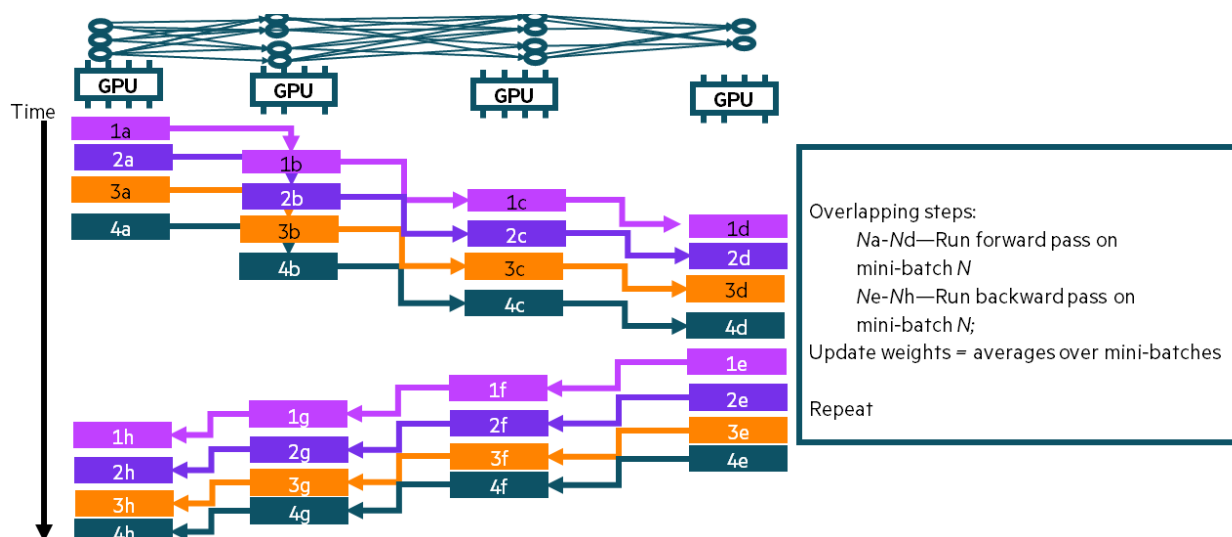 GPU
GPU
GPU
GPU
Time
1a
2a
1b
3a
2b
1c
4a
3b
1d
2c
2d
4b
3c
3d
4c
4d
Overlapping steps:
Na-Nd—Run forward pass on
mini-batch N
Ne-Nh—Run backward pass on
mini-batch N;
Update weights = averages over mini-batches
Repeat
1e
1f
2e
1g
2f
3e
1h
2g
3f
4e
2h
3g
4f
3h
4g
4h